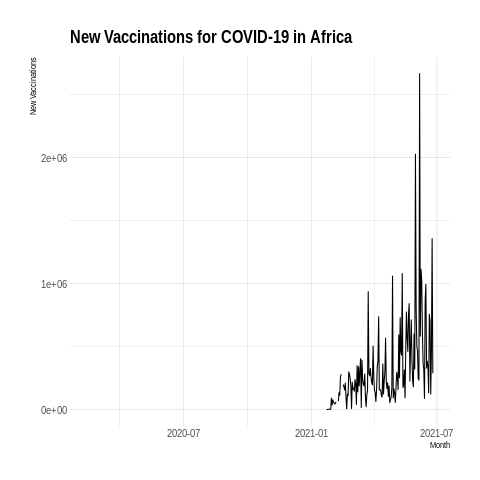 New Vaccinations for COVID-19 in Africa
New Vaccinations
2e+06
1e+06
0e+00
2020-07
2021-01
2021-07
Month